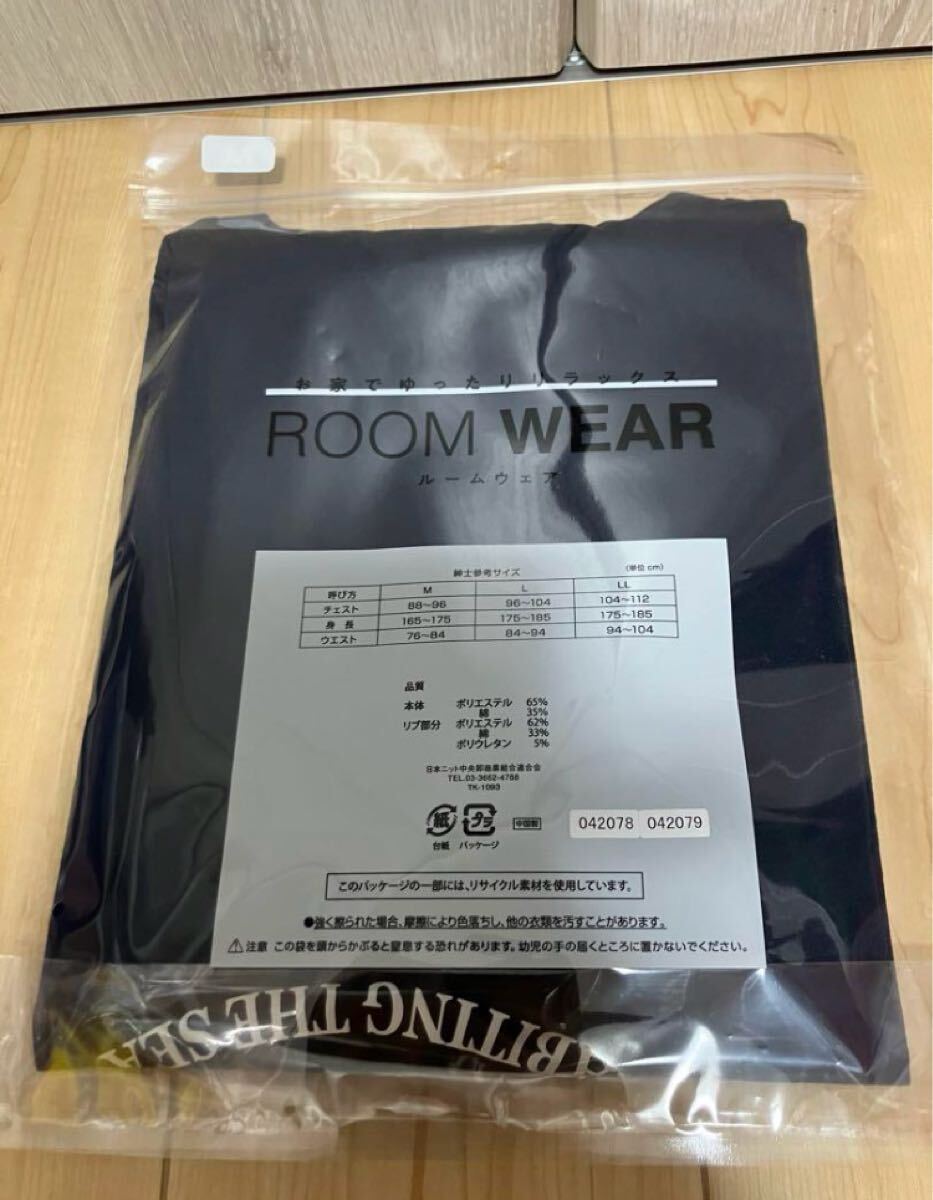 お家でゆったりリラックス
ROOM WEAR
ルームウェア
紳士参考サイズ (単位 cm)
呼び方 M L LL
チェスト 88〜96 96〜104 104〜112
身長 165〜175 175〜185 175〜185
ウエスト 76〜84 84〜94 94〜104
品質
本体 ポリエステル 65%
綿 35%
リブ部分 ポリエステル 62%
綿 33%
ポリウレタン 5%
日本ニット中央卸商業組合連合会
TEL.03-3662-4766
TK-1093
紙 プラ 中国製 042078 042079
台紙 パッケージ
このパッケージの一部には、リサイクル素材を使用しています。
●強く擦られた場合、摩擦により色落ちし、他の衣類を汚すことがあります。
⚠注意 この袋を頭からかぶると窒息する恐れがあります。幼児の手の届くところに置かないでください。
BITING THE SEA